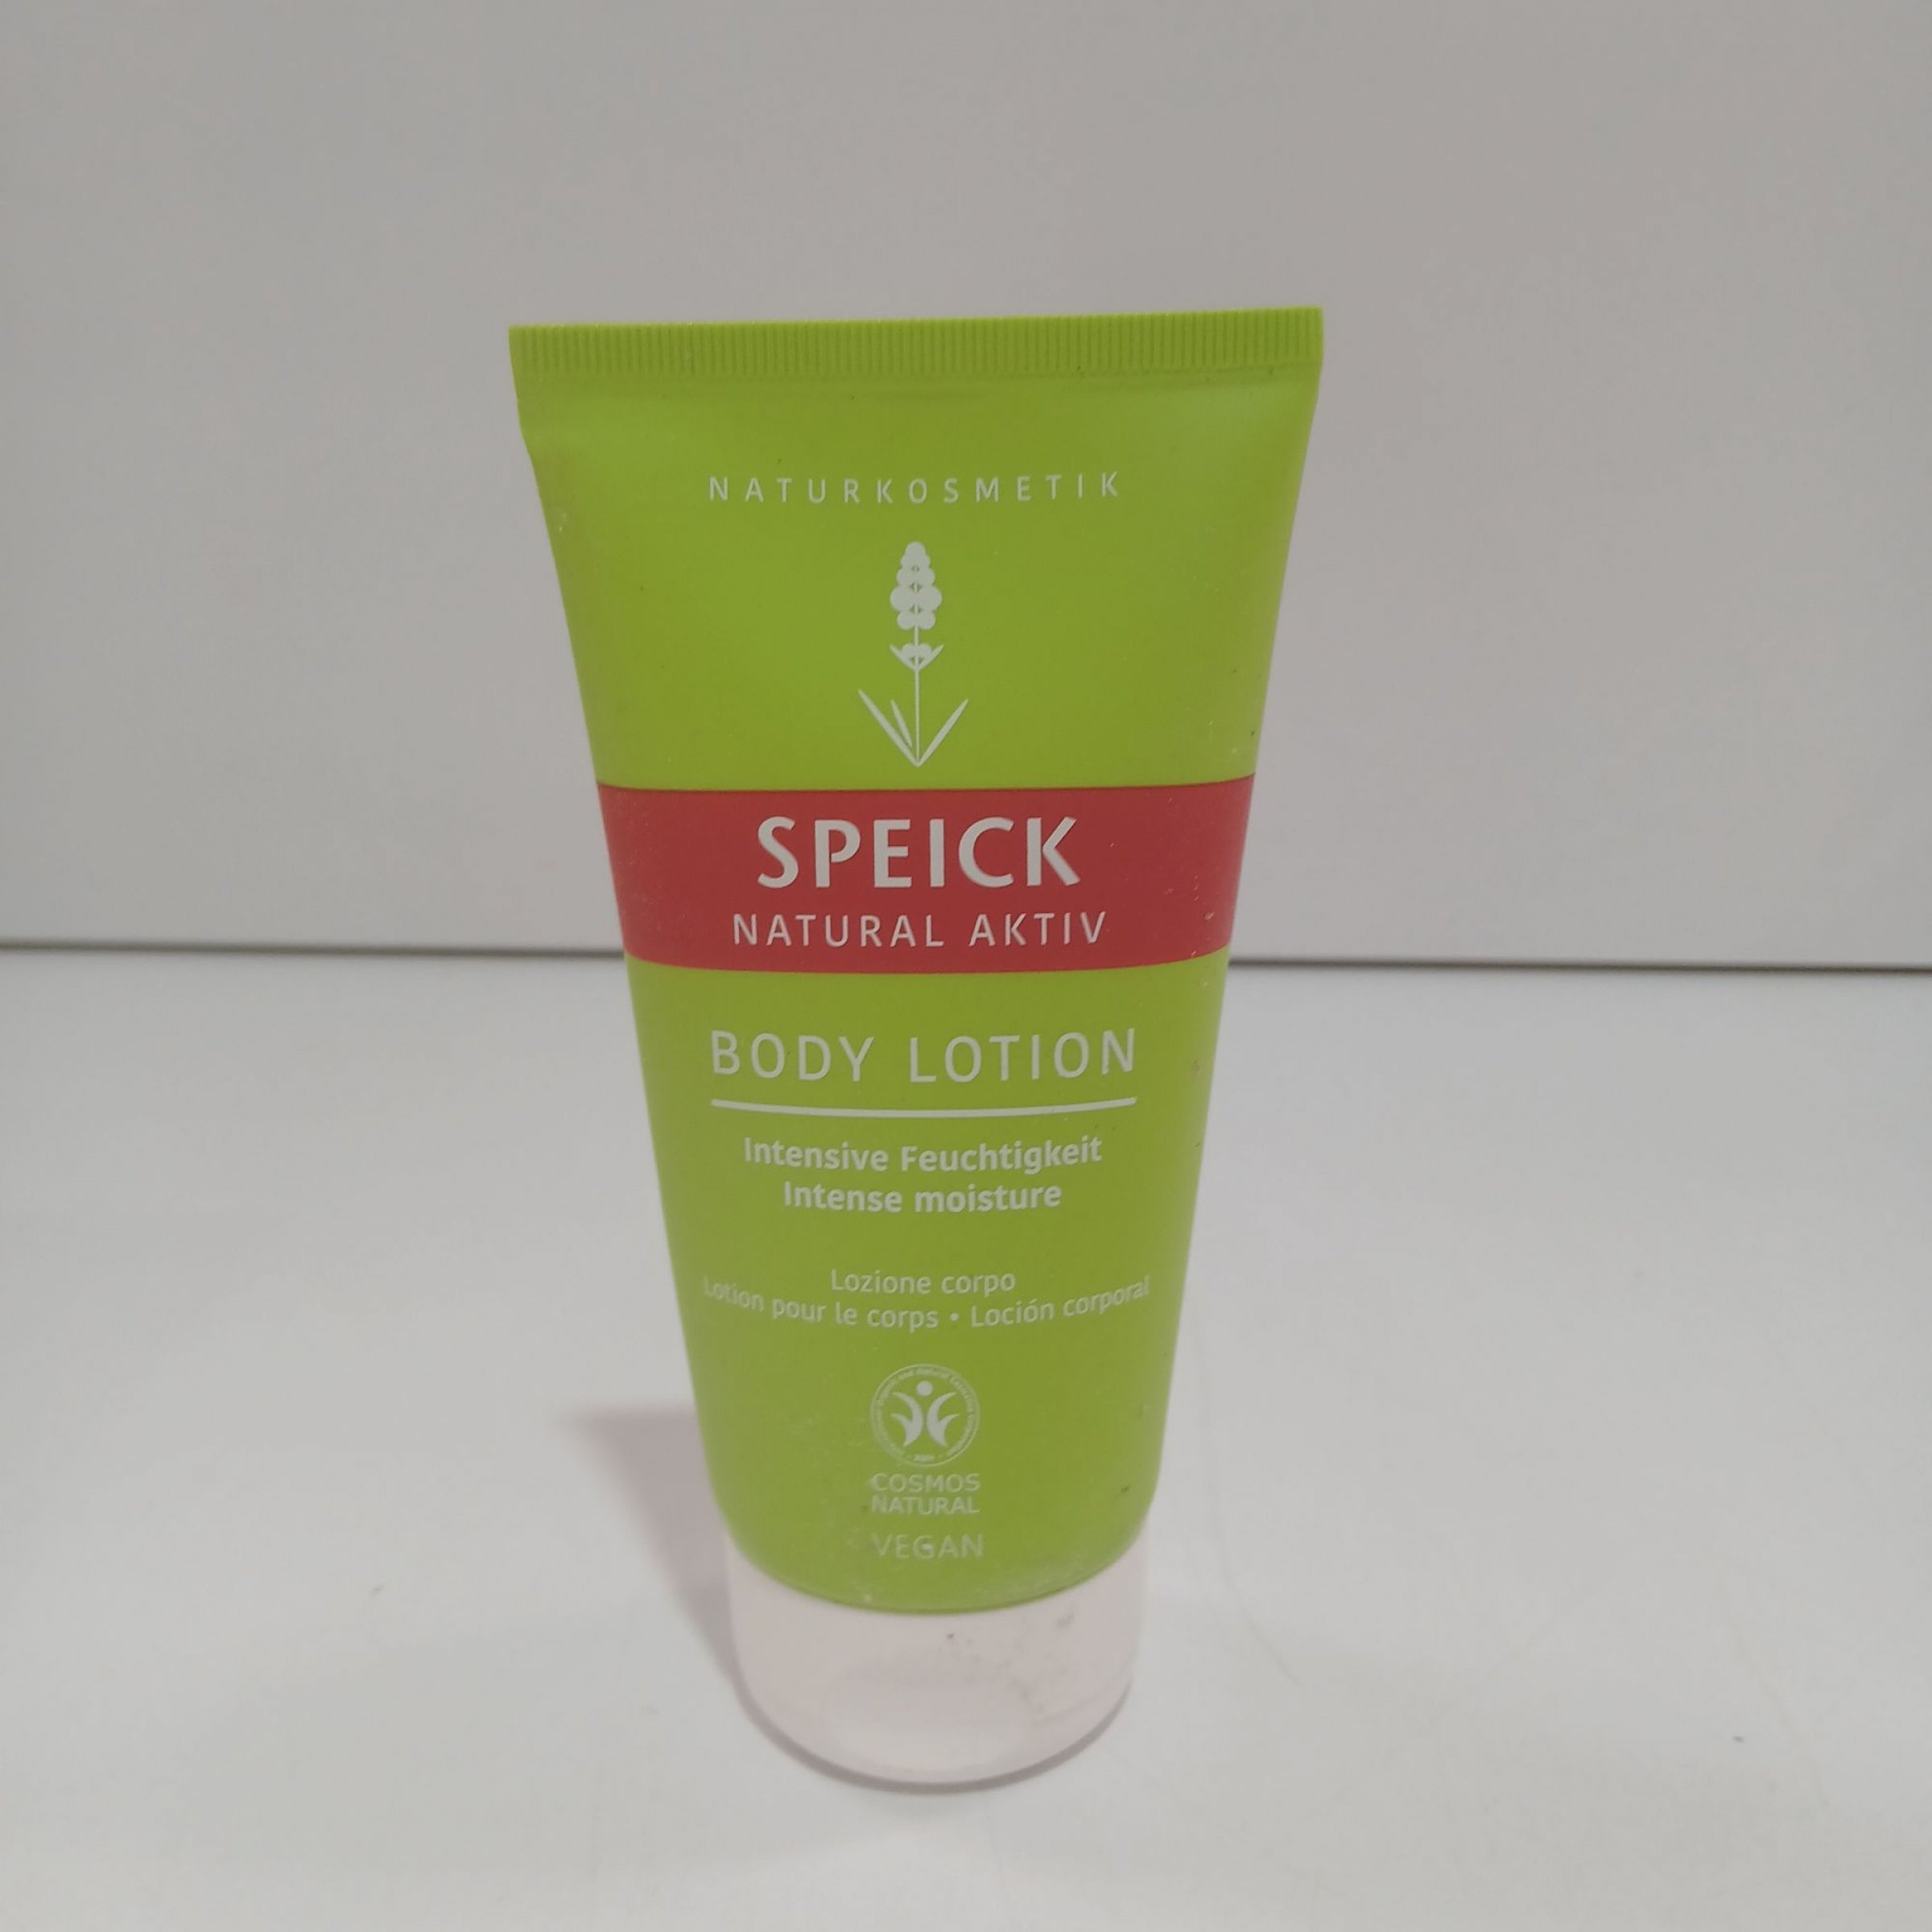 NATURKOSMETIK
SPEICK
NATURAL AKTIV
BODY LOTION
Intensive Feuchtigkeit
Intense moisture
Lozione corpo
Lotion pour le corps • Loción corporal
COSMOS
NATURAL
VEGAN